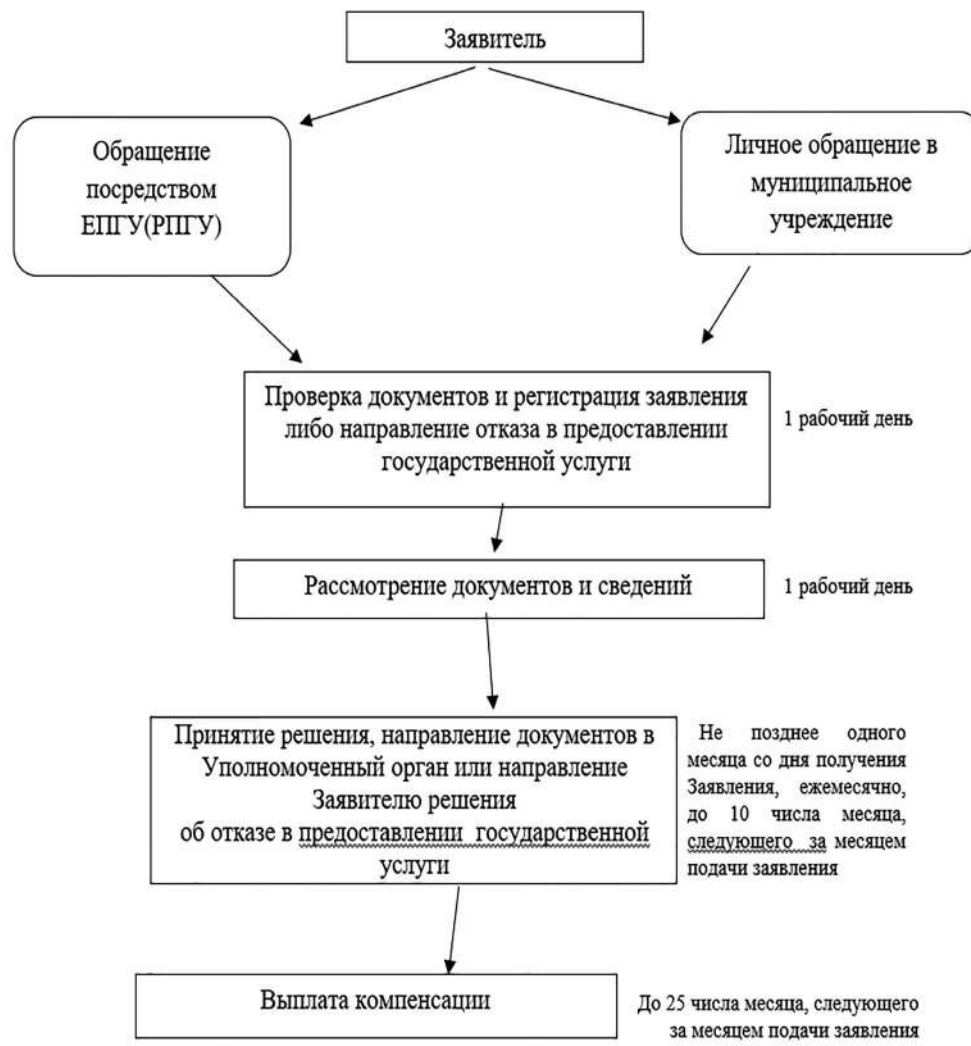 Заявитель
Обращение
посредством
ЕПГУ(РПГУ)
Личное обращение в
муниципальное
учреждение
Проверка документов и регистрация заявления
либо направление отказа в предоставлении
государственной услуги
1 рабочий день
Рассмотрение документов и сведений
1 рабочий день
Принятие решения, направление документов в
Уполномоченный орган или направление
Заявителю решения
об отказе в предоставлении государственной
услуги
Не позднее одного
месяца со дня получения
Заявления, ежемесячно,
до 10 числа месяца,
следующего за месяцем
подачи заявления
Выплата компенсации
До 25 числа месяца, следующего
за месяцем подачи заявления